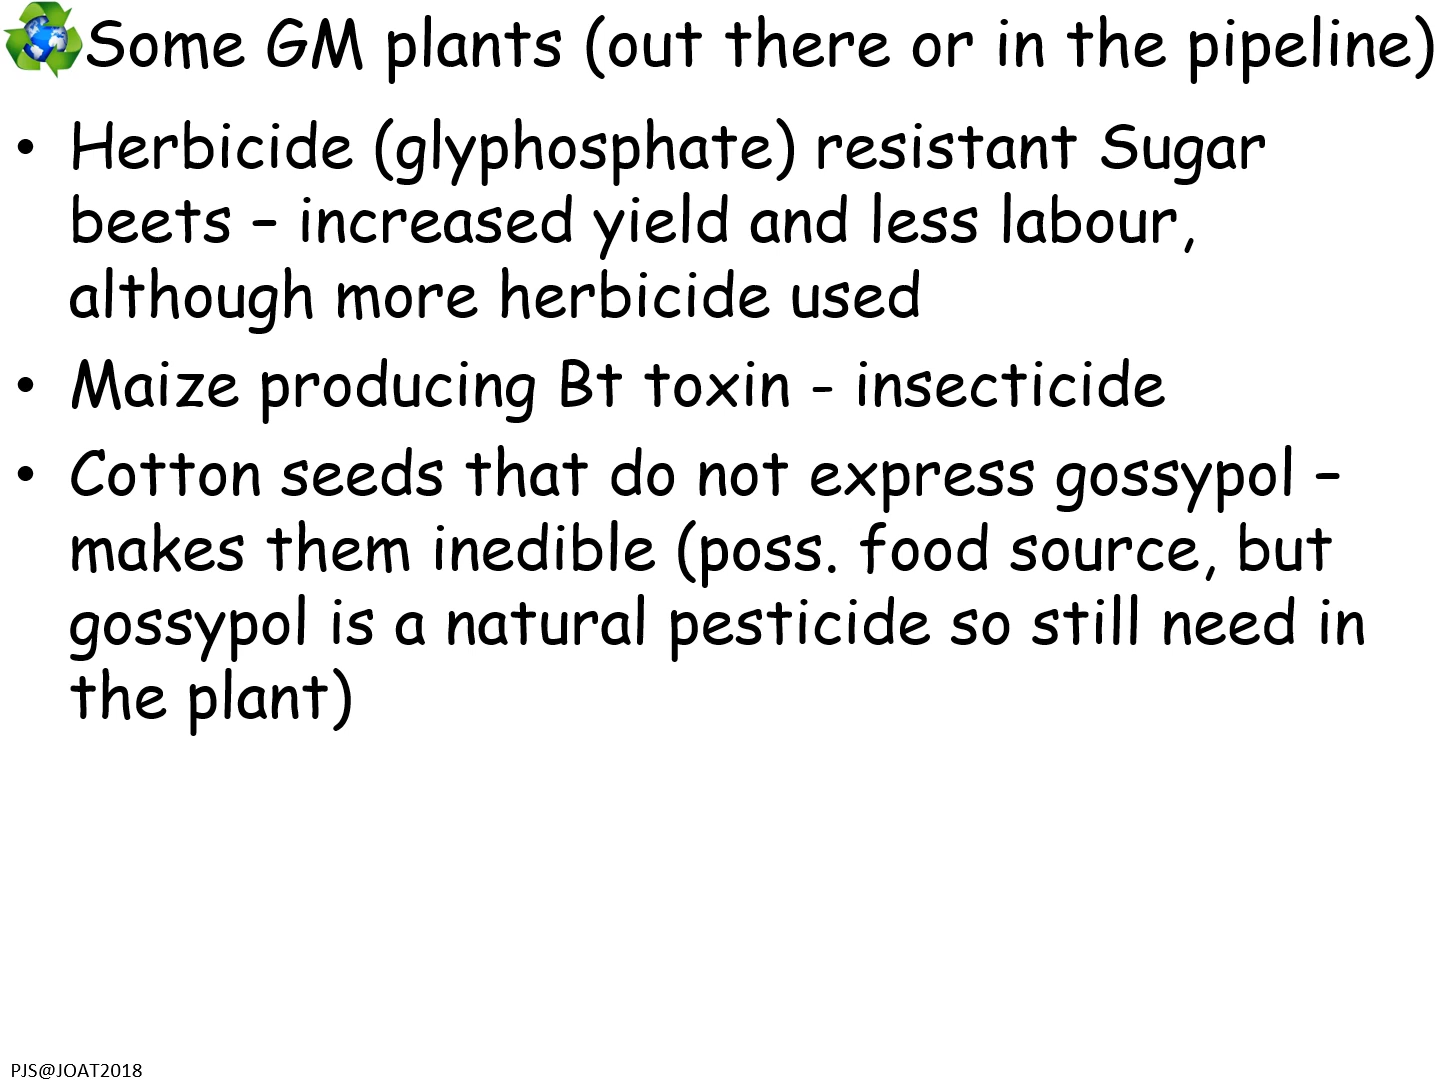 Some GM plants (out there or in the pipeline)
• Herbicide (glyphosphate) resistant Sugar
beets – increased yield and less labour,
although more herbicide used
• Maize producing Bt toxin - insecticide
• Cotton seeds that do not express gossypol –
makes them inedible (poss. food source, but
gossypol is a natural pesticide so still need in
the plant)
PJS@JOAT2018